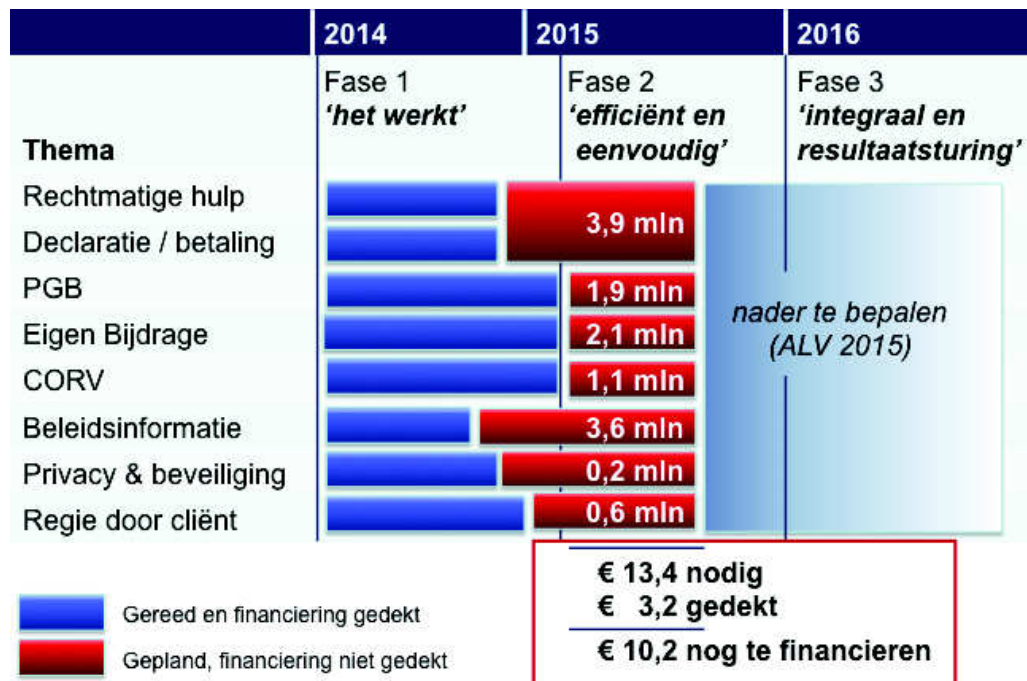 2014 2015 2016
Fase 1 Fase 2 Fase 3
‘het werkt’ ‘efficiënt en ‘integraal en
Thema eenvoudig’ resultaatsturing’
Rechtmatige hulp
3,9 mln
Declaratie / betaling
PGB 1,9 mln
nader te bepalen
Eigen Bijdrage 2,1 mln
(ALV 2015)
CORV 1,1 mln
Beleidsinformatie 3,6 mln
Privacy & beveiliging 0,2 mln
Regie door cliënt 0,6 mln
€ 13,4 nodig
€ 3,2 gedekt
€ 10,2 nog te financieren
Gereed en financiering gedekt
Gepland, financiering niet gedekt